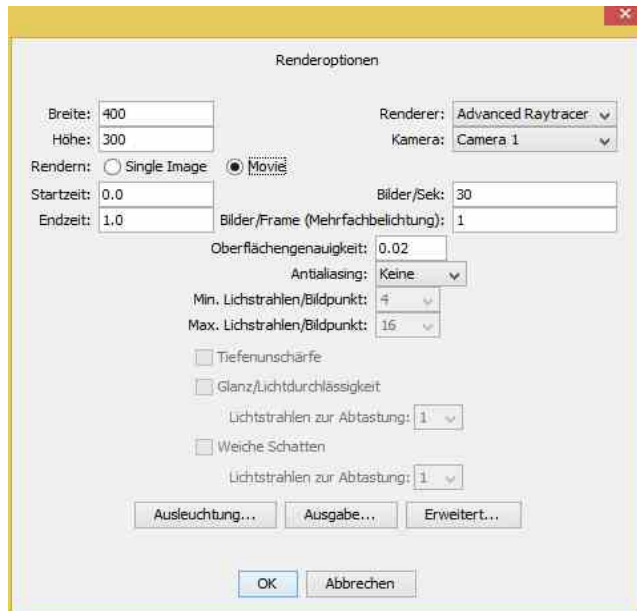 Renderoptionen
Breite: 400 Renderer: Advanced Raytracer
Höhe: 300 Kamera: Camera 1
Rendern: Single Image Movie
Startzeit: 0.0 Bilder/Sek: 30
Endzeit: 1.0 Bilder/Frame (Mehrfachbelichtung): 1
Oberflächengenauigkeit: 0.02
Antialiasing: Keine
Min. Lichstrahlen/Bildpunkt: 4
Max. Lichstrahlen/Bildpunkt: 16
Tiefenunschärfe
Glanz/Lichtdurchlässigkeit
Lichtstrahlen zur Abtastung: 1
Weiche Schatten
Lichtstrahlen zur Abtastung: 1
Ausleuchtung... Ausgabe... Erweitert...
OK Abbrechen